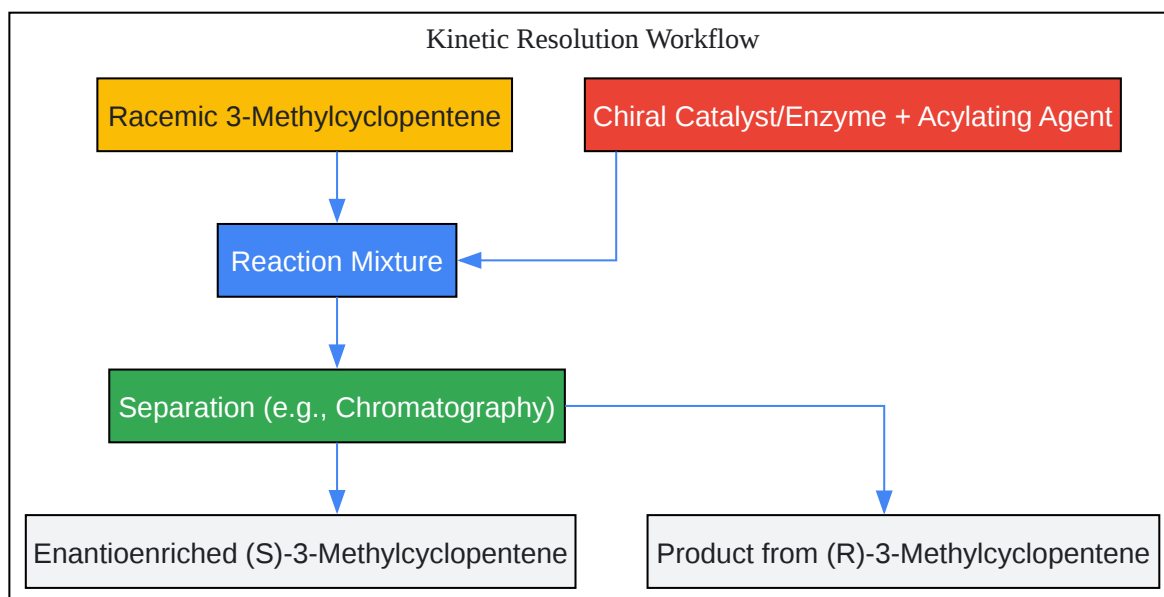 Kinetic Resolution Workflow
Racemic 3-Methylcyclopentene
Chiral Catalyst/Enzyme + Acylating Agent
Reaction Mixture
Separation (e.g., Chromatography)
Enantioenriched (S)-3-Methylcyclopentene
Product from (R)-3-Methylcyclopentene